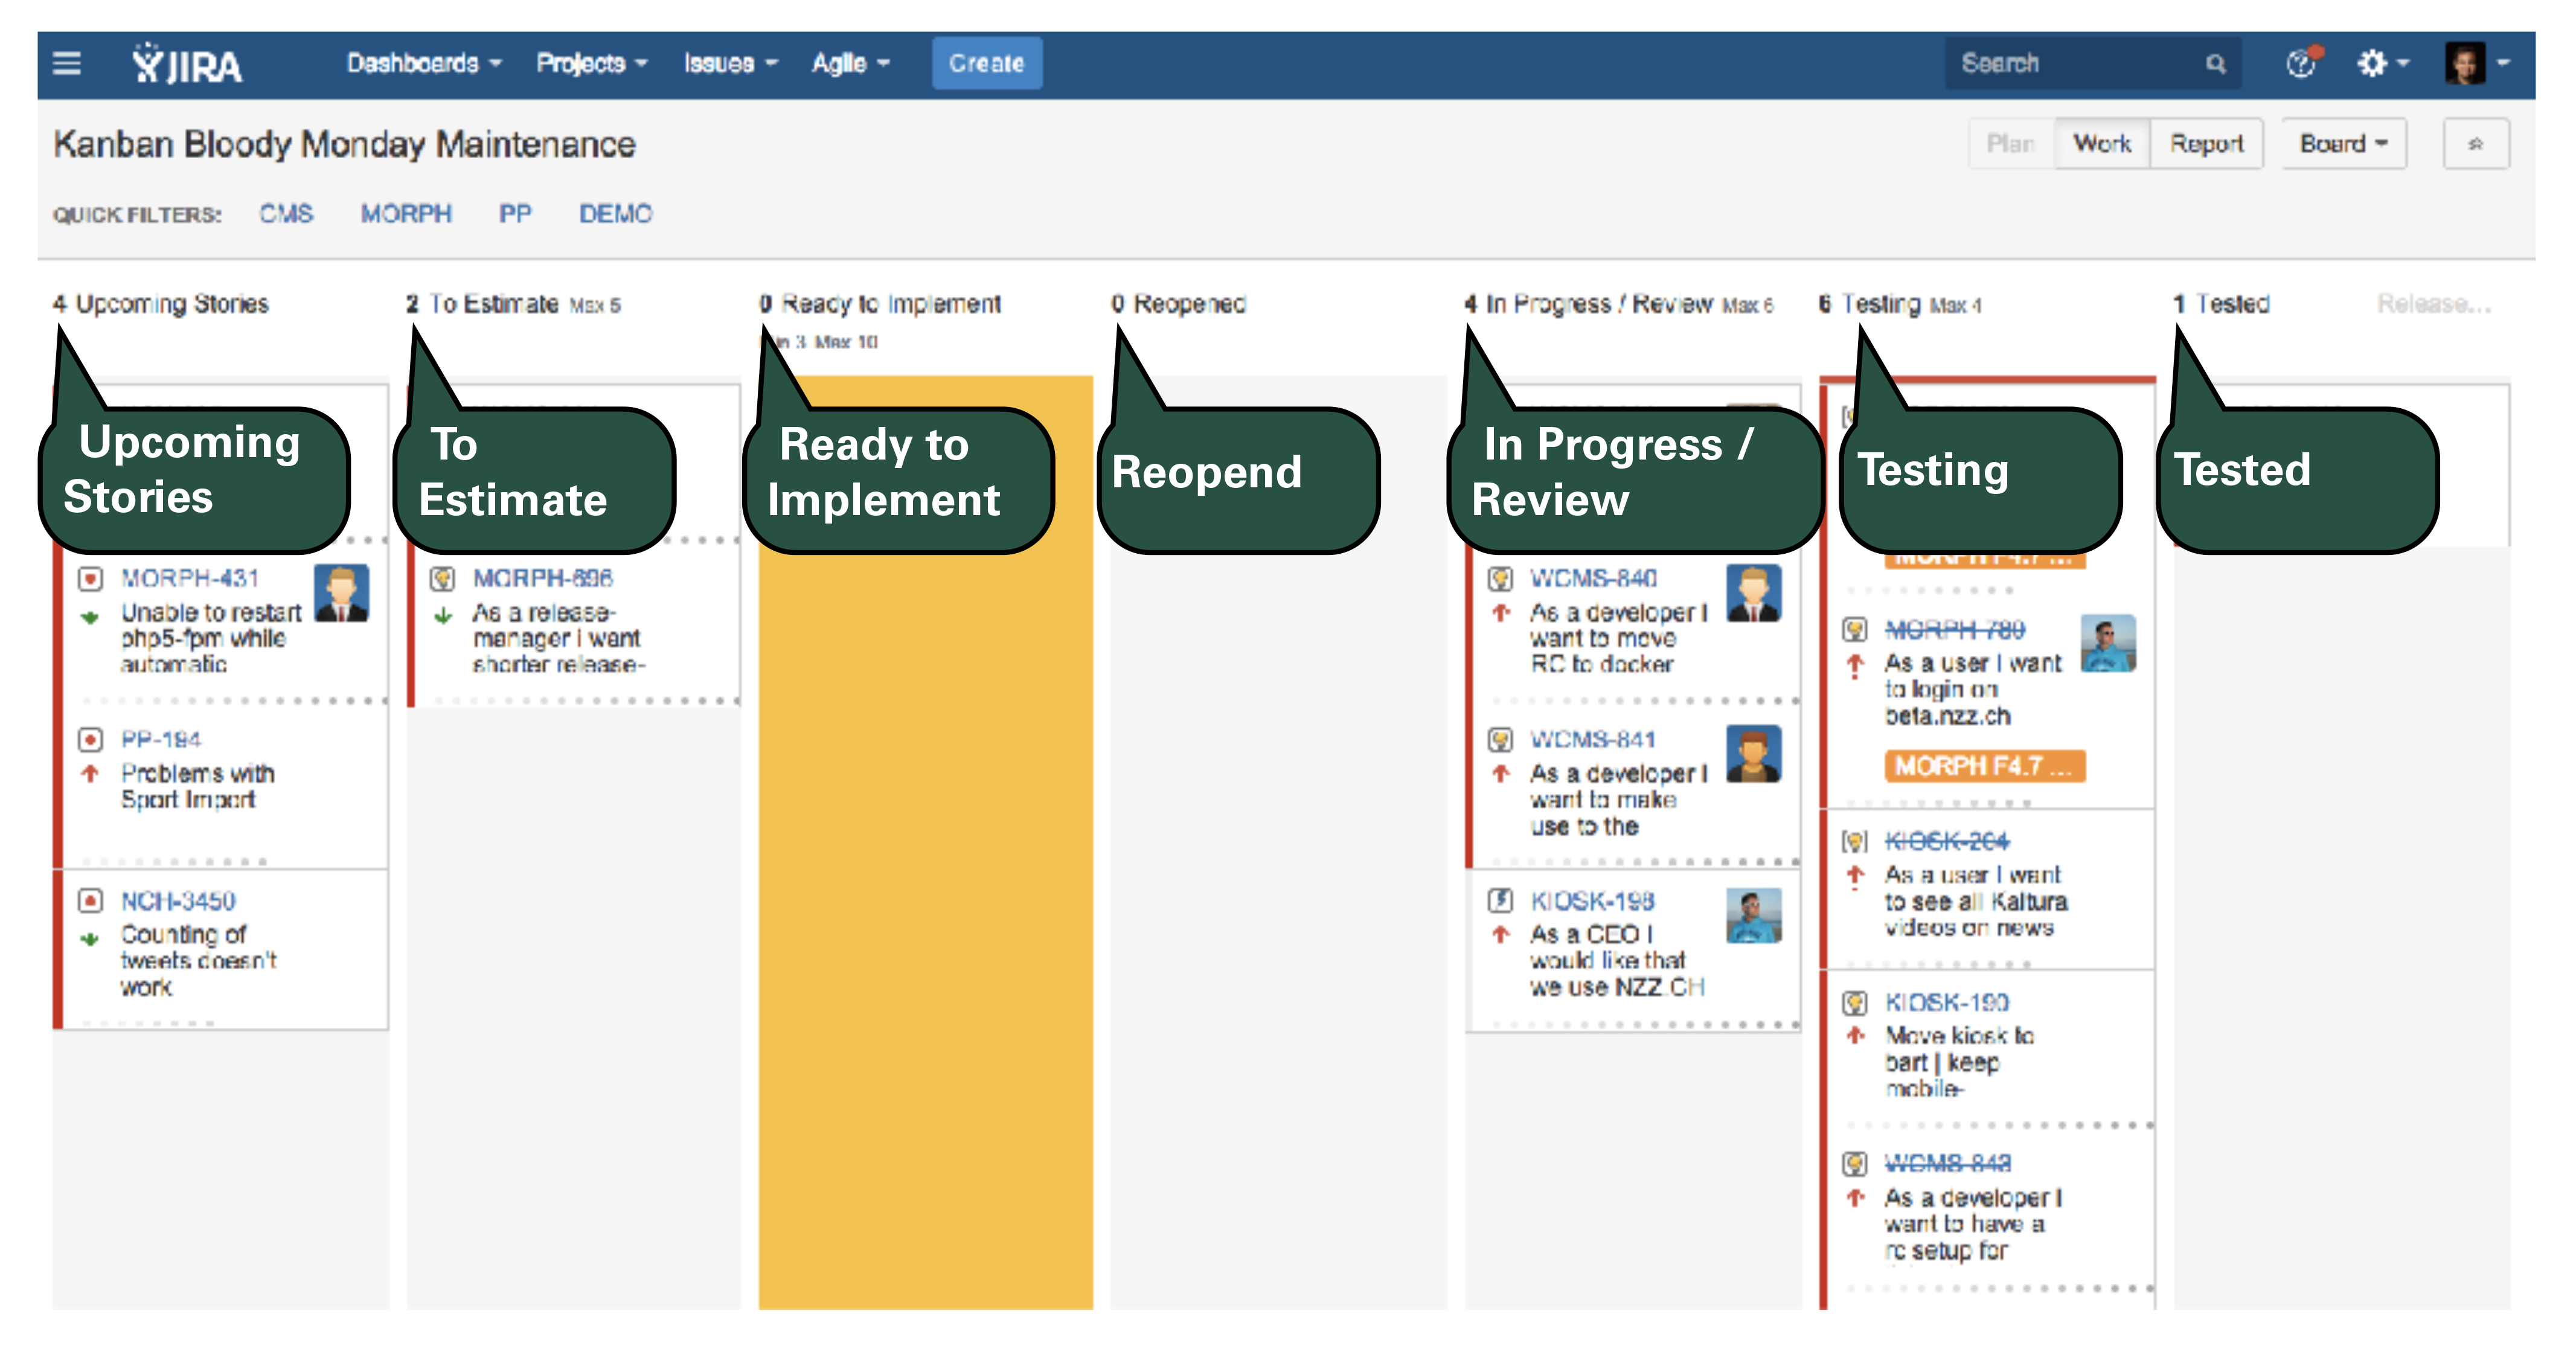 JIRA Dashboards Projects Issues Agile Create Search
Kanban Bloody Monday Maintenance
Plan Work Report Board
QUICK FILTERS: CMS MORPH PP DEMO
4 Upcoming Stories
2 To Estimate Max 5
0 Ready to Implement
3 Max 10
0 Reopened
4 In Progress / Review Max 6
6 Testing Max 4
1 Tested
Release...
Upcoming
Stories
To
Estimate
Ready to
Implement
Reopend
In Progress /
Review
Testing
Tested
MORPH-431
Unable to restart
php5-fpm while
automatic
PP-194
Problems with
Sport Import
NCH-3450
Counting of
tweets doesn't
work
MORPH-696
As a release-
manager i want
shorter release-
WCMS-840
As a developer I
want to move
RC to docker
WCMS-841
As a developer I
want to make
use to the
KIOSK-198
As a CEO I
would like that
we use NZZ.CH
MORPH F4.7 ...
MORPH-780
As a user I want
to login on
beta.nzz.ch
MORPH F4.7 ...
KIOSK-204
As a user I want
to see all Kaltura
videos on news
KIOSK-190
Move kiosk to
bart | keep
mobile-
WCMS-843
As a developer I
want to have a
rc setup for